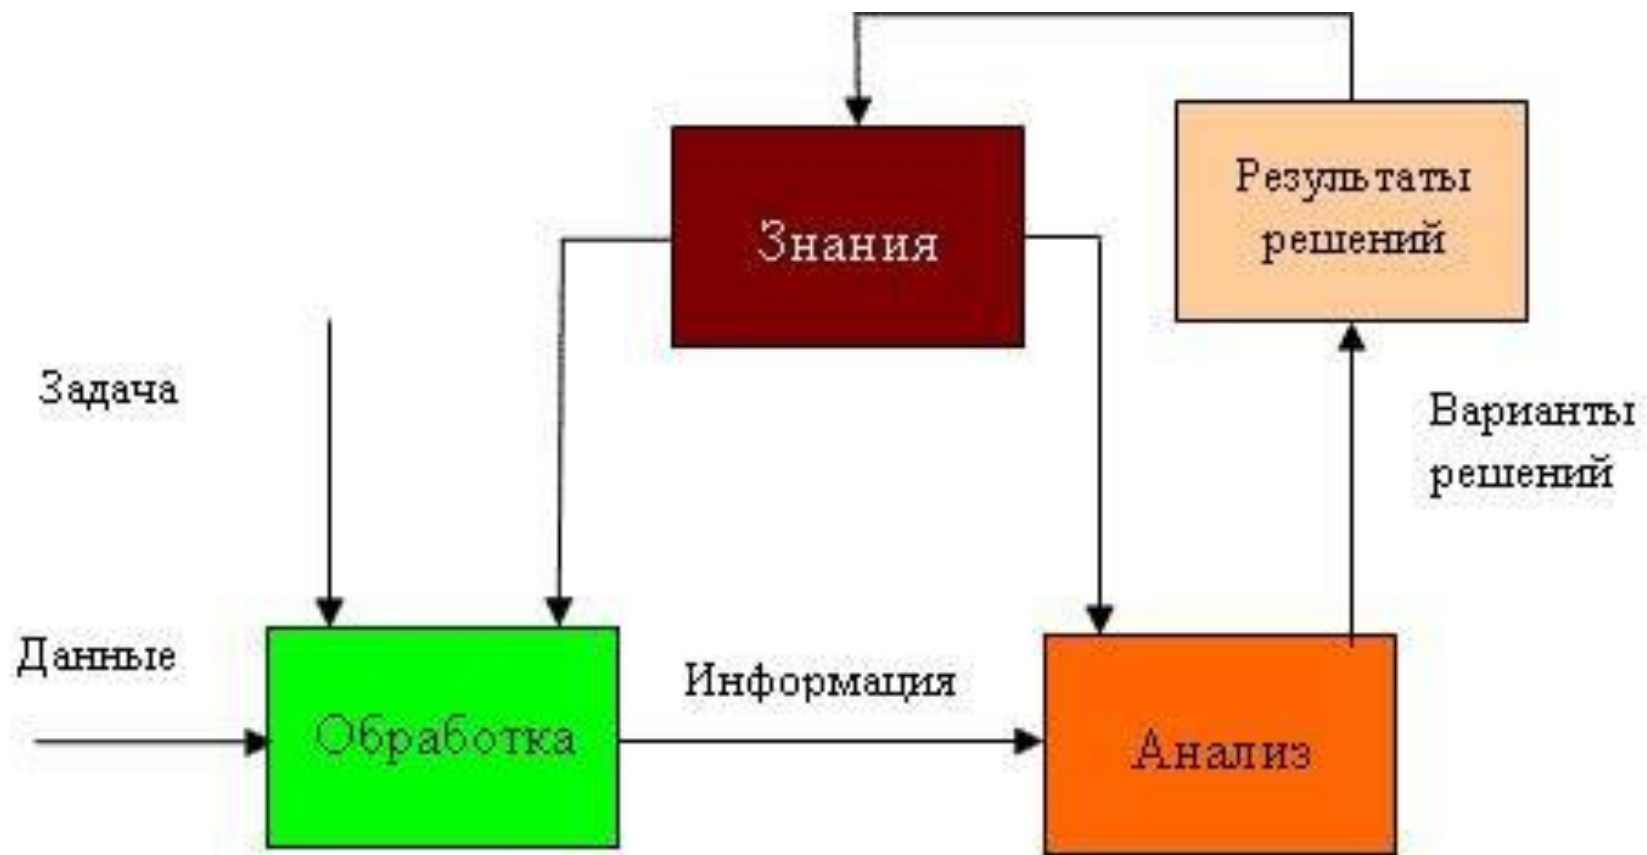 Результаты
решений
Знания
Задача
Варианты
решений
Данные
Информация
Обработка
Анализ